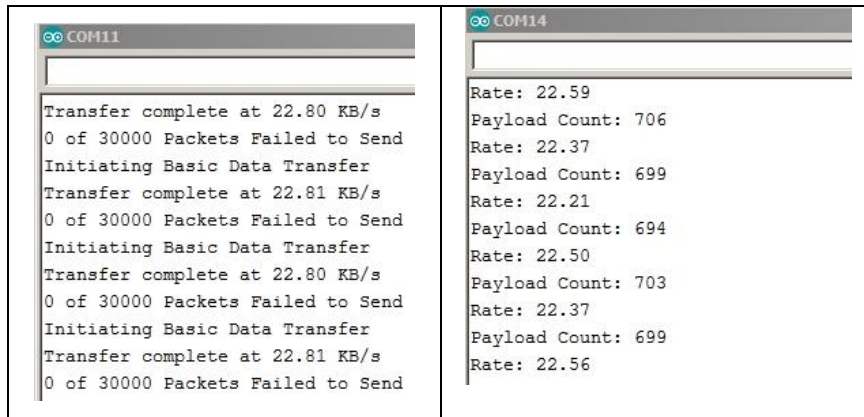 COM11
Transfer complete at 22.80 KB/s
0 of 30000 Packets Failed to Send
Initiating Basic Data Transfer
Transfer complete at 22.81 KB/s
0 of 30000 Packets Failed to Send
Initiating Basic Data Transfer
Transfer complete at 22.80 KB/s
0 of 30000 Packets Failed to Send
Initiating Basic Data Transfer
Transfer complete at 22.81 KB/s
0 of 30000 Packets Failed to Send
COM14
Rate: 22.59
Payload Count: 706
Rate: 22.37
Payload Count: 699
Rate: 22.21
Payload Count: 694
Rate: 22.50
Payload Count: 703
Rate: 22.37
Payload Count: 699
Rate: 22.56